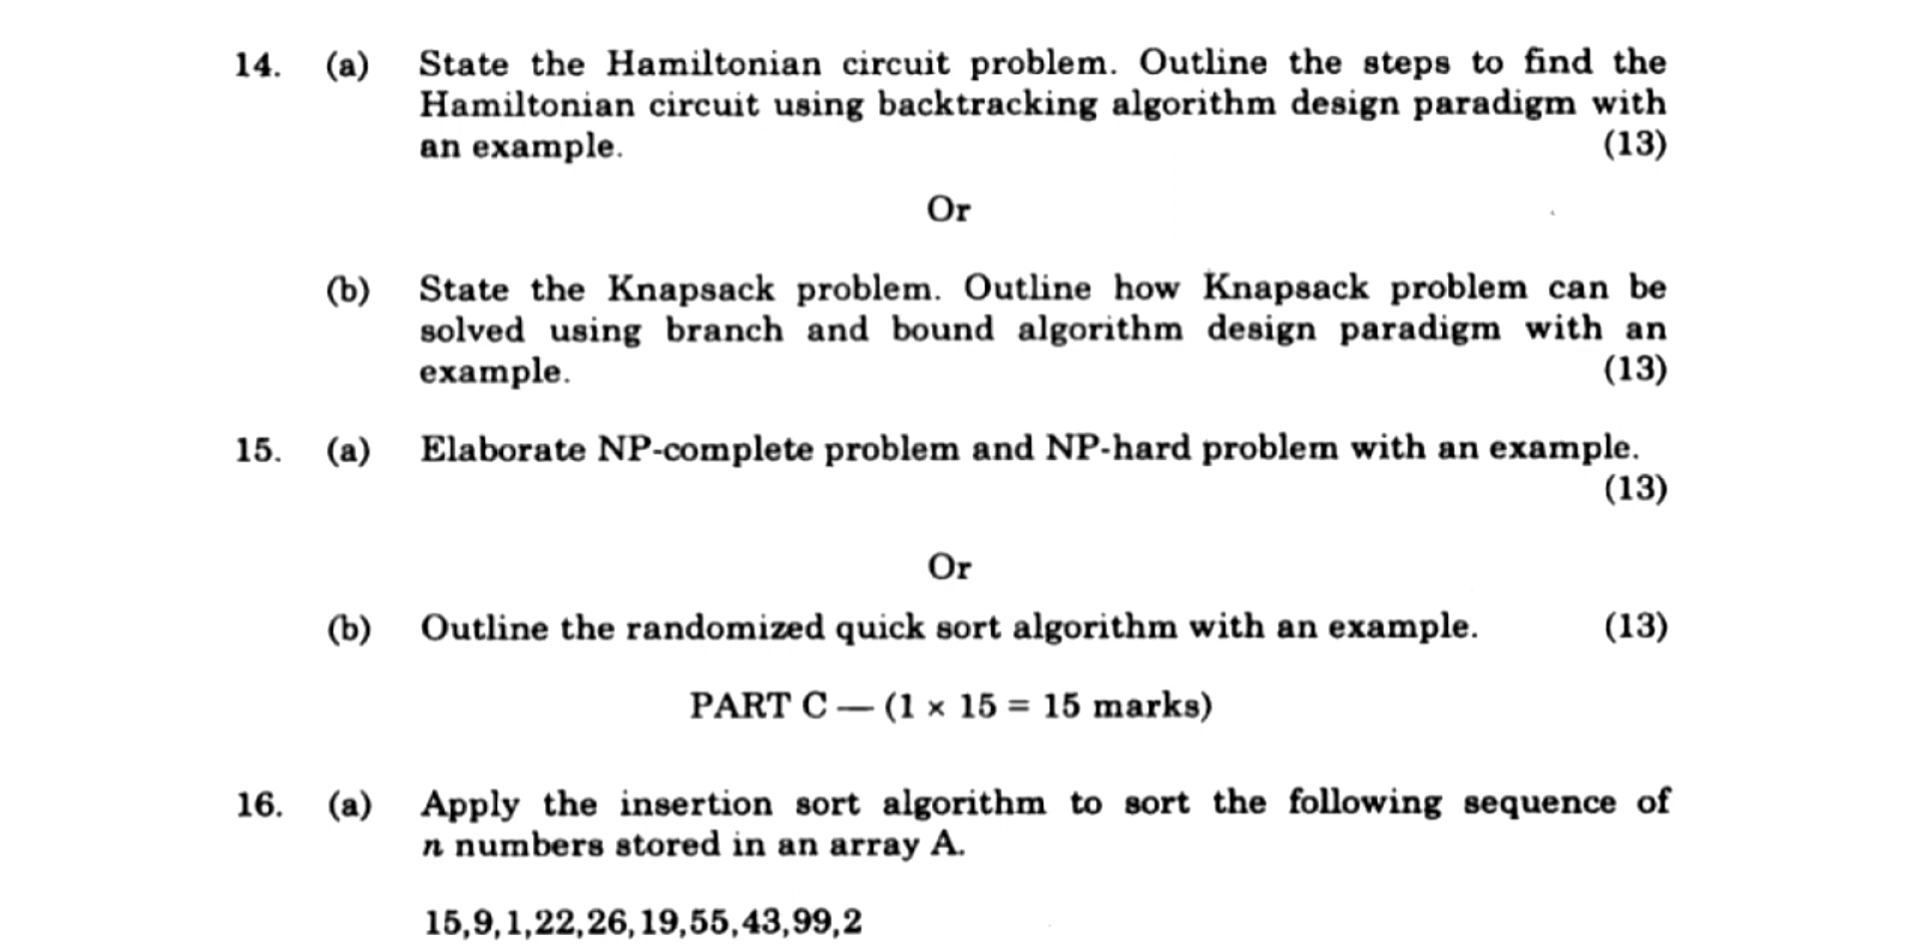 14. (a) State the Hamiltonian circuit problem. Outline the steps to find the
Hamiltonian circuit using backtracking algorithm design paradigm with
an example. (13)
Or
(b) State the Knapsack problem. Outline how Knapsack problem can be
solved using branch and bound algorithm design paradigm with an
example. (13)
15. (a) Elaborate NP-complete problem and NP-hard problem with an example.
(13)
Or
(b) Outline the randomized quick sort algorithm with an example. (13)
PART C — (1 × 15 = 15 marks)
16. (a) Apply the insertion sort algorithm to sort the following sequence of
n numbers stored in an array A.
15,9,1,22,26,19,55,43,99,2